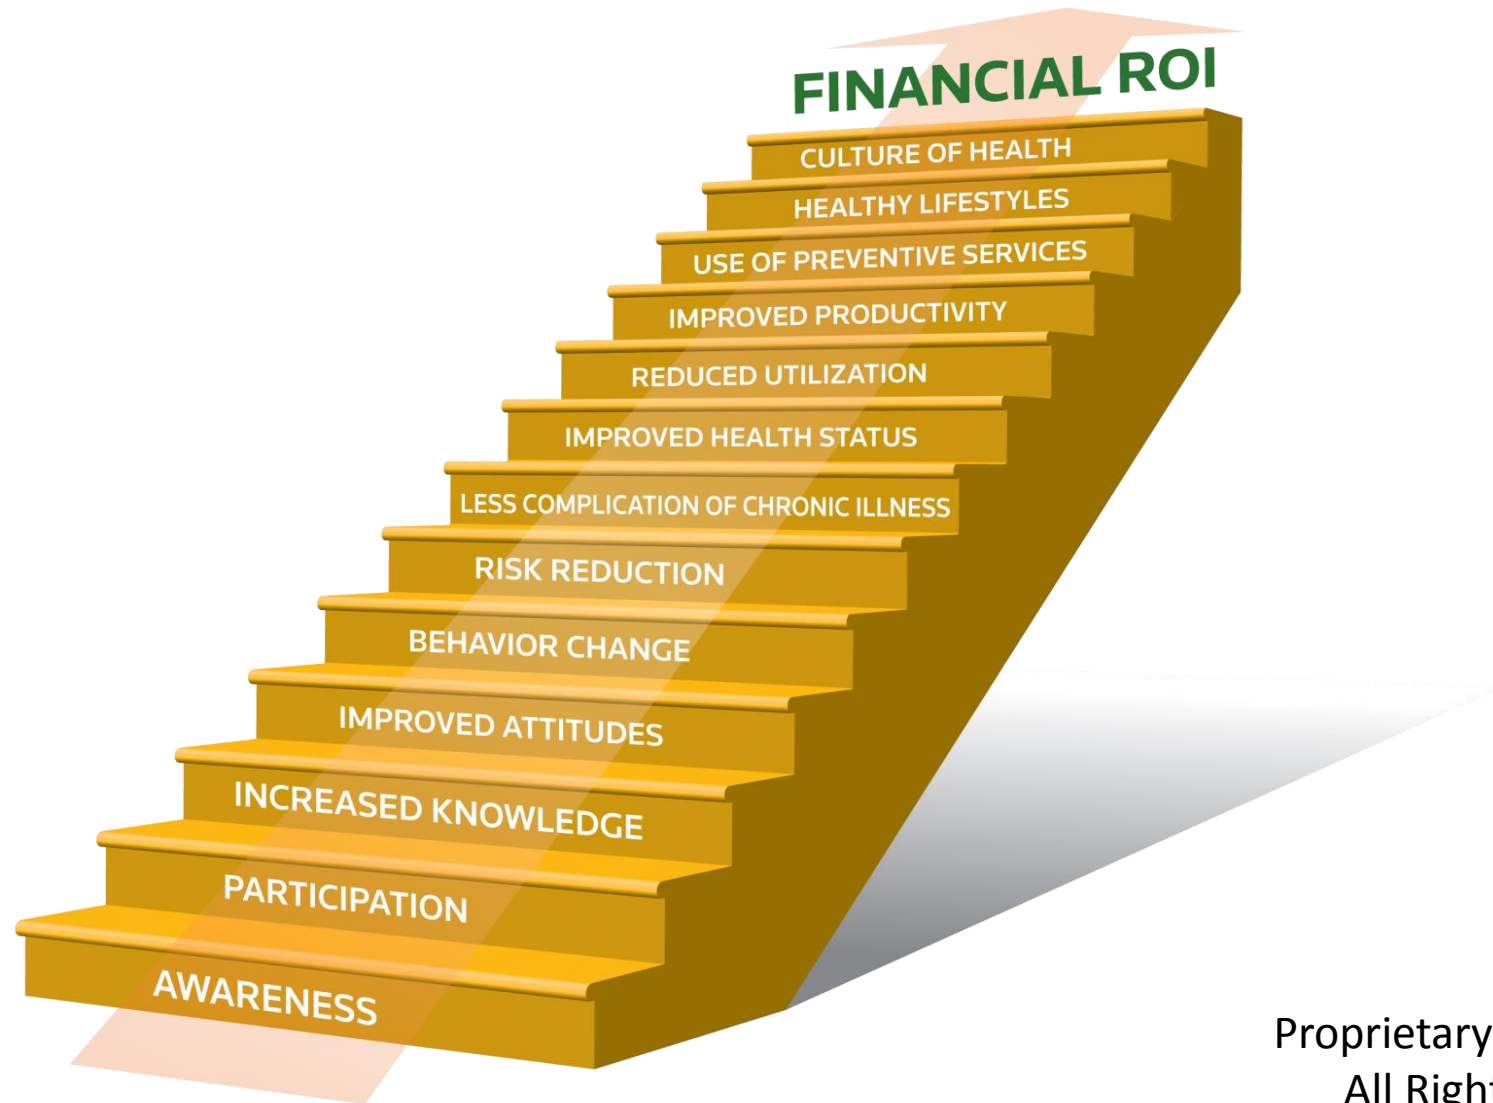 FINANCIAL ROI
CULTURE OF HEALTH
HEALTHY LIFESTYLES
USE OF PREVENTIVE SERVICES
IMPROVED PRODUCTIVITY
REDUCED UTILIZATION
IMPROVED HEALTH STATUS
LESS COMPLICATION OF CHRONIC ILLNESS
RISK REDUCTION
BEHAVIOR CHANGE
IMPROVED ATTITUDES
INCREASED KNOWLEDGE
PARTICIPATION
AWARENESS
Proprietary
All